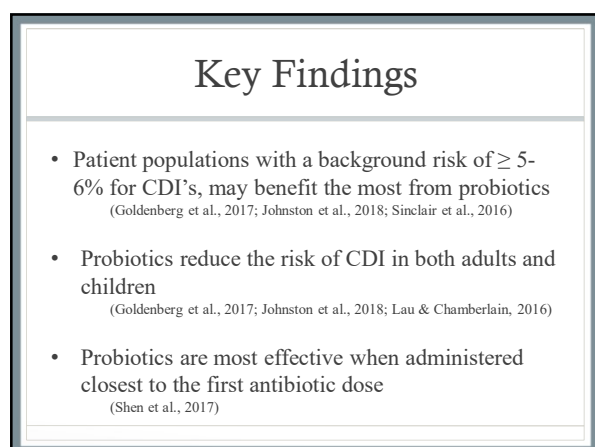 Key Findings
• Patient populations with a background risk of ≥ 5-
6% for CDI's, may benefit the most from probiotics
(Goldenberg et al., 2017; Johnston et al., 2018; Sinclair et al., 2016)
• Probiotics reduce the risk of CDI in both adults and
children
(Goldenberg et al., 2017; Johnston et al., 2018; Lau & Chamberlain, 2016)
• Probiotics are most effective when administered
closest to the first antibiotic dose
(Shen et al., 2017)